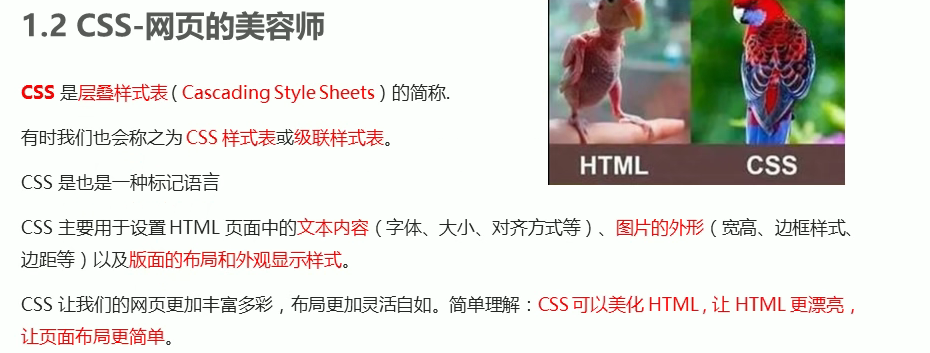 1.2 CSS-网页的美容师
HTML
CSS
CSS 是层叠样式表 ( Cascading Style Sheets ) 的简称.
有时我们也会称之为 CSS 样式表或级联样式表。
CSS 是也是一种标记语言
CSS 主要用于设置 HTML 页面中的文本内容（字体、大小、对齐方式等）、图片的外形（宽高、边框样式、
边距等）以及版面的布局和外观显示样式。
CSS 让我们的网页更加丰富多彩，布局更加灵活自如。简单理解：CSS 可以美化 HTML , 让 HTML 更漂亮，
让页面布局更简单。